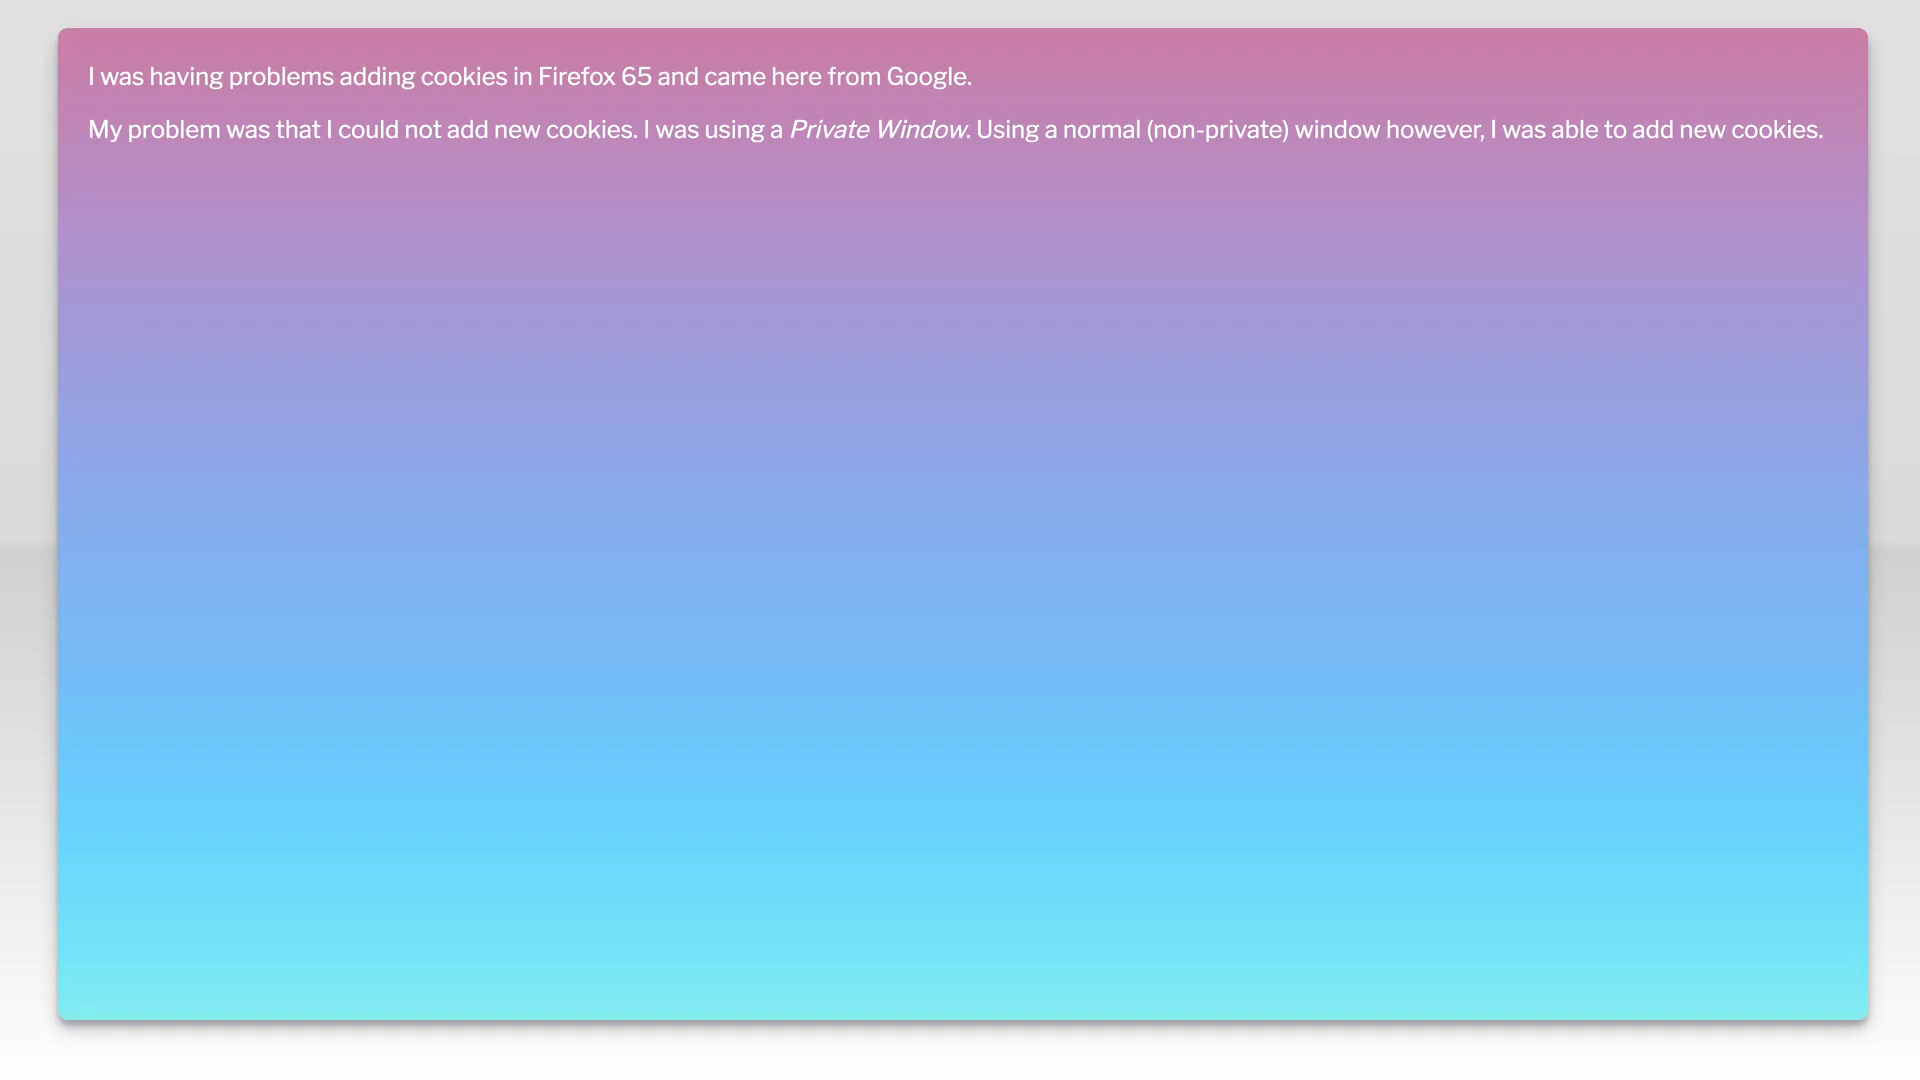 I was having problems adding cookies in Firefox 65 and came here from Google.
My problem was that I could not add new cookies. I was using a Private Window. Using a normal (non-private) window however, I was able to add new cookies.